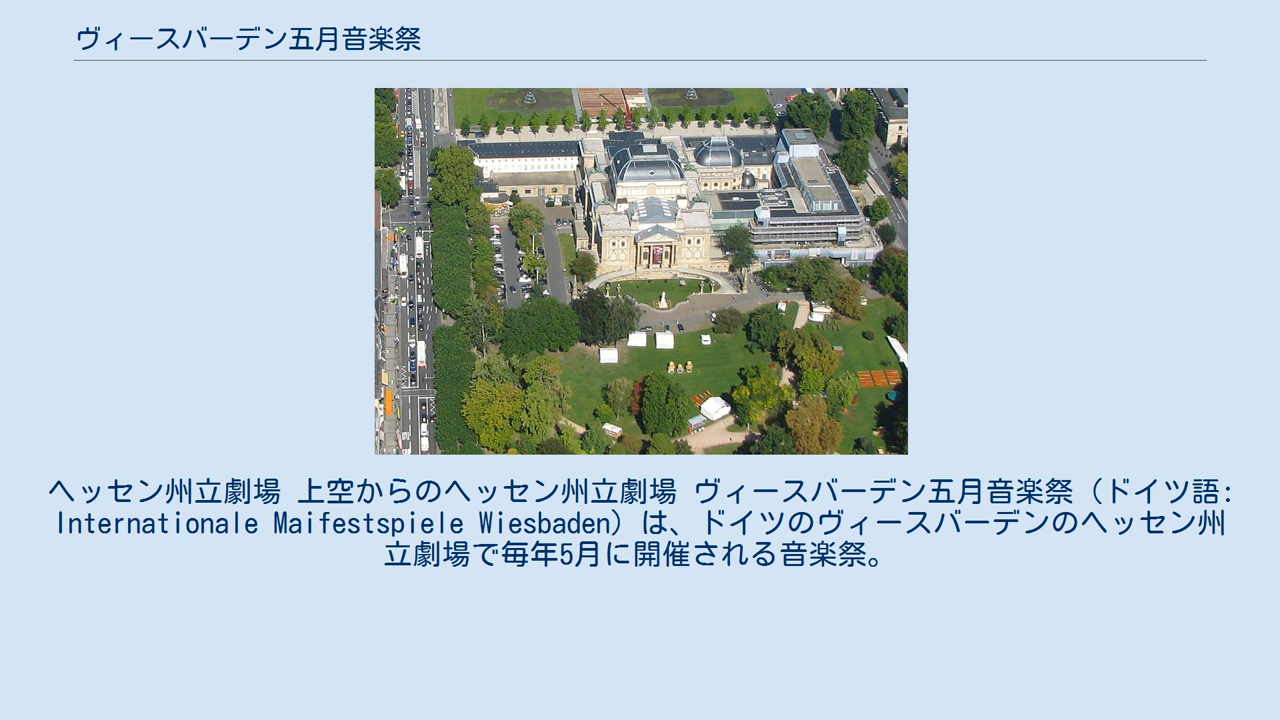 ヴィースバーデン五月音楽祭
ヘッセン州立劇場 上空からのヘッセン州立劇場 ヴィースバーデン五月音楽祭（ドイツ語:
Internationale Maifestspiele Wiesbaden）は、ドイツのヴィースバーデンのヘッセン州
立劇場で毎年5月に開催される音楽祭。